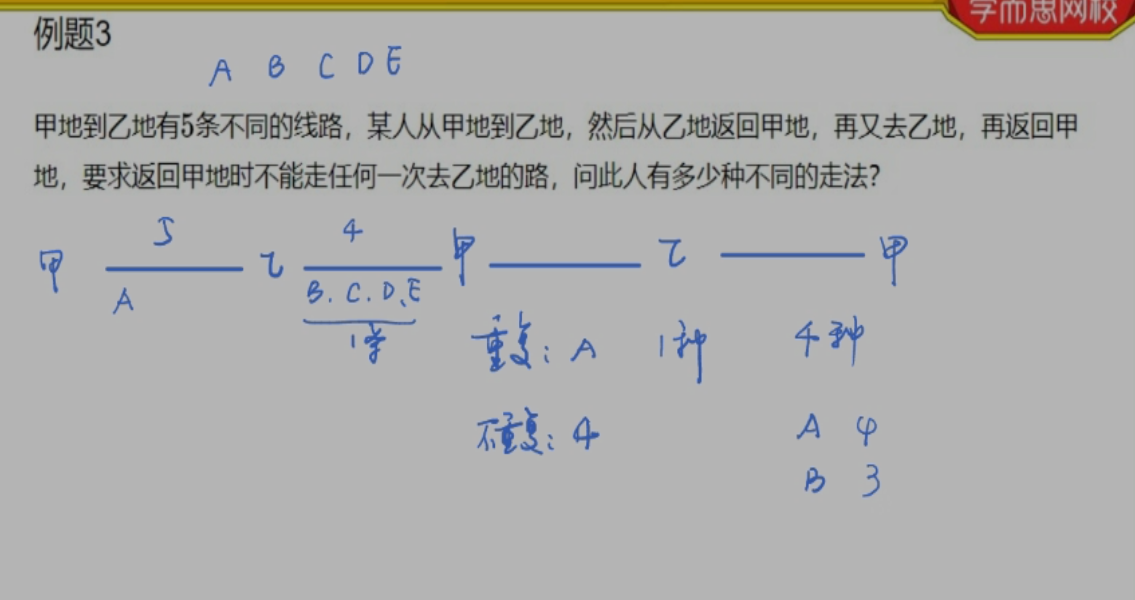 学而思网校
例题3
A B C D E
甲地到乙地有5条不同的线路，某人从甲地到乙地，然后从乙地返回甲地，再又去乙地，再返回甲
地，要求返回甲地时不能走任何一次去乙地的路，问此人有多少种不同的走法？
5 4
甲 乙 甲 乙 甲
A B.C.D、E
1条
重复：A 1种 4种
不重复：4 A 4
B 3